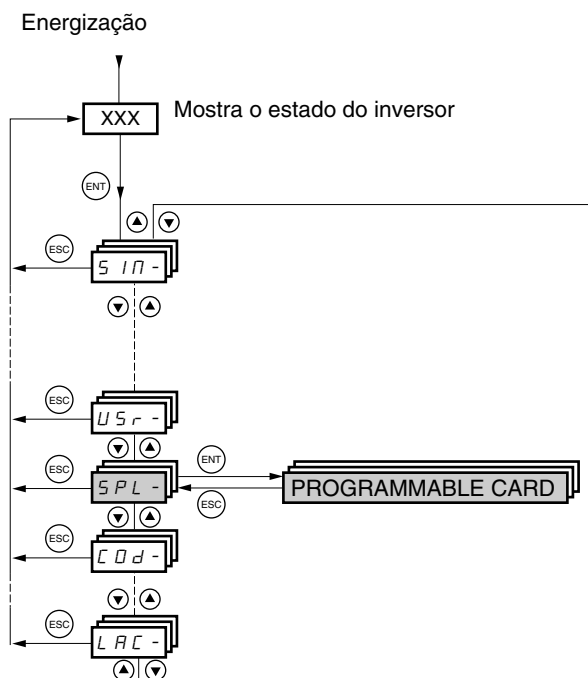 Energização
XXX
Mostra o estado do inversor
ENT
ESC
SIM-
ESC
USr-
ESC
SPL-
ENT
ESC
PROGRAMMABLE CARD
ESC
COd-
ESC
LAC-